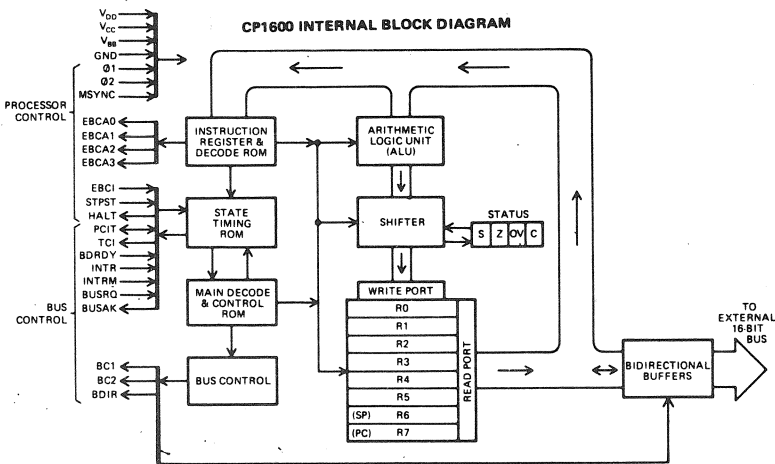 CP1600 INTERNAL BLOCK DIAGRAM
VDD
VCC
VBB
GND
Ø1
Ø2
MSYNC
PROCESSOR
CONTROL
EBCA0
EBCA1
EBCA2
EBCA3
EBCI
STPST
HALT
PCIT
TCI
BDRDY
INTR
INTRM
BUSRQ
BUSAK
BUS
CONTROL
BC1
BC2
BDIR
INSTRUCTION
REGISTER &
DECODE ROM
STATE
TIMING
ROM
MAIN DECODE
& CONTROL
ROM
BUS CONTROL
ARITHMETIC
LOGIC UNIT
(ALU)
SHIFTER
STATUS
S Z OV C
WRITE PORT
R0
R1
R2
R3
R4
R5
(SP) R6
(PC) R7
READ PORT
BIDIRECTIONAL
BUFFERS
TO
EXTERNAL
16-BIT
BUS